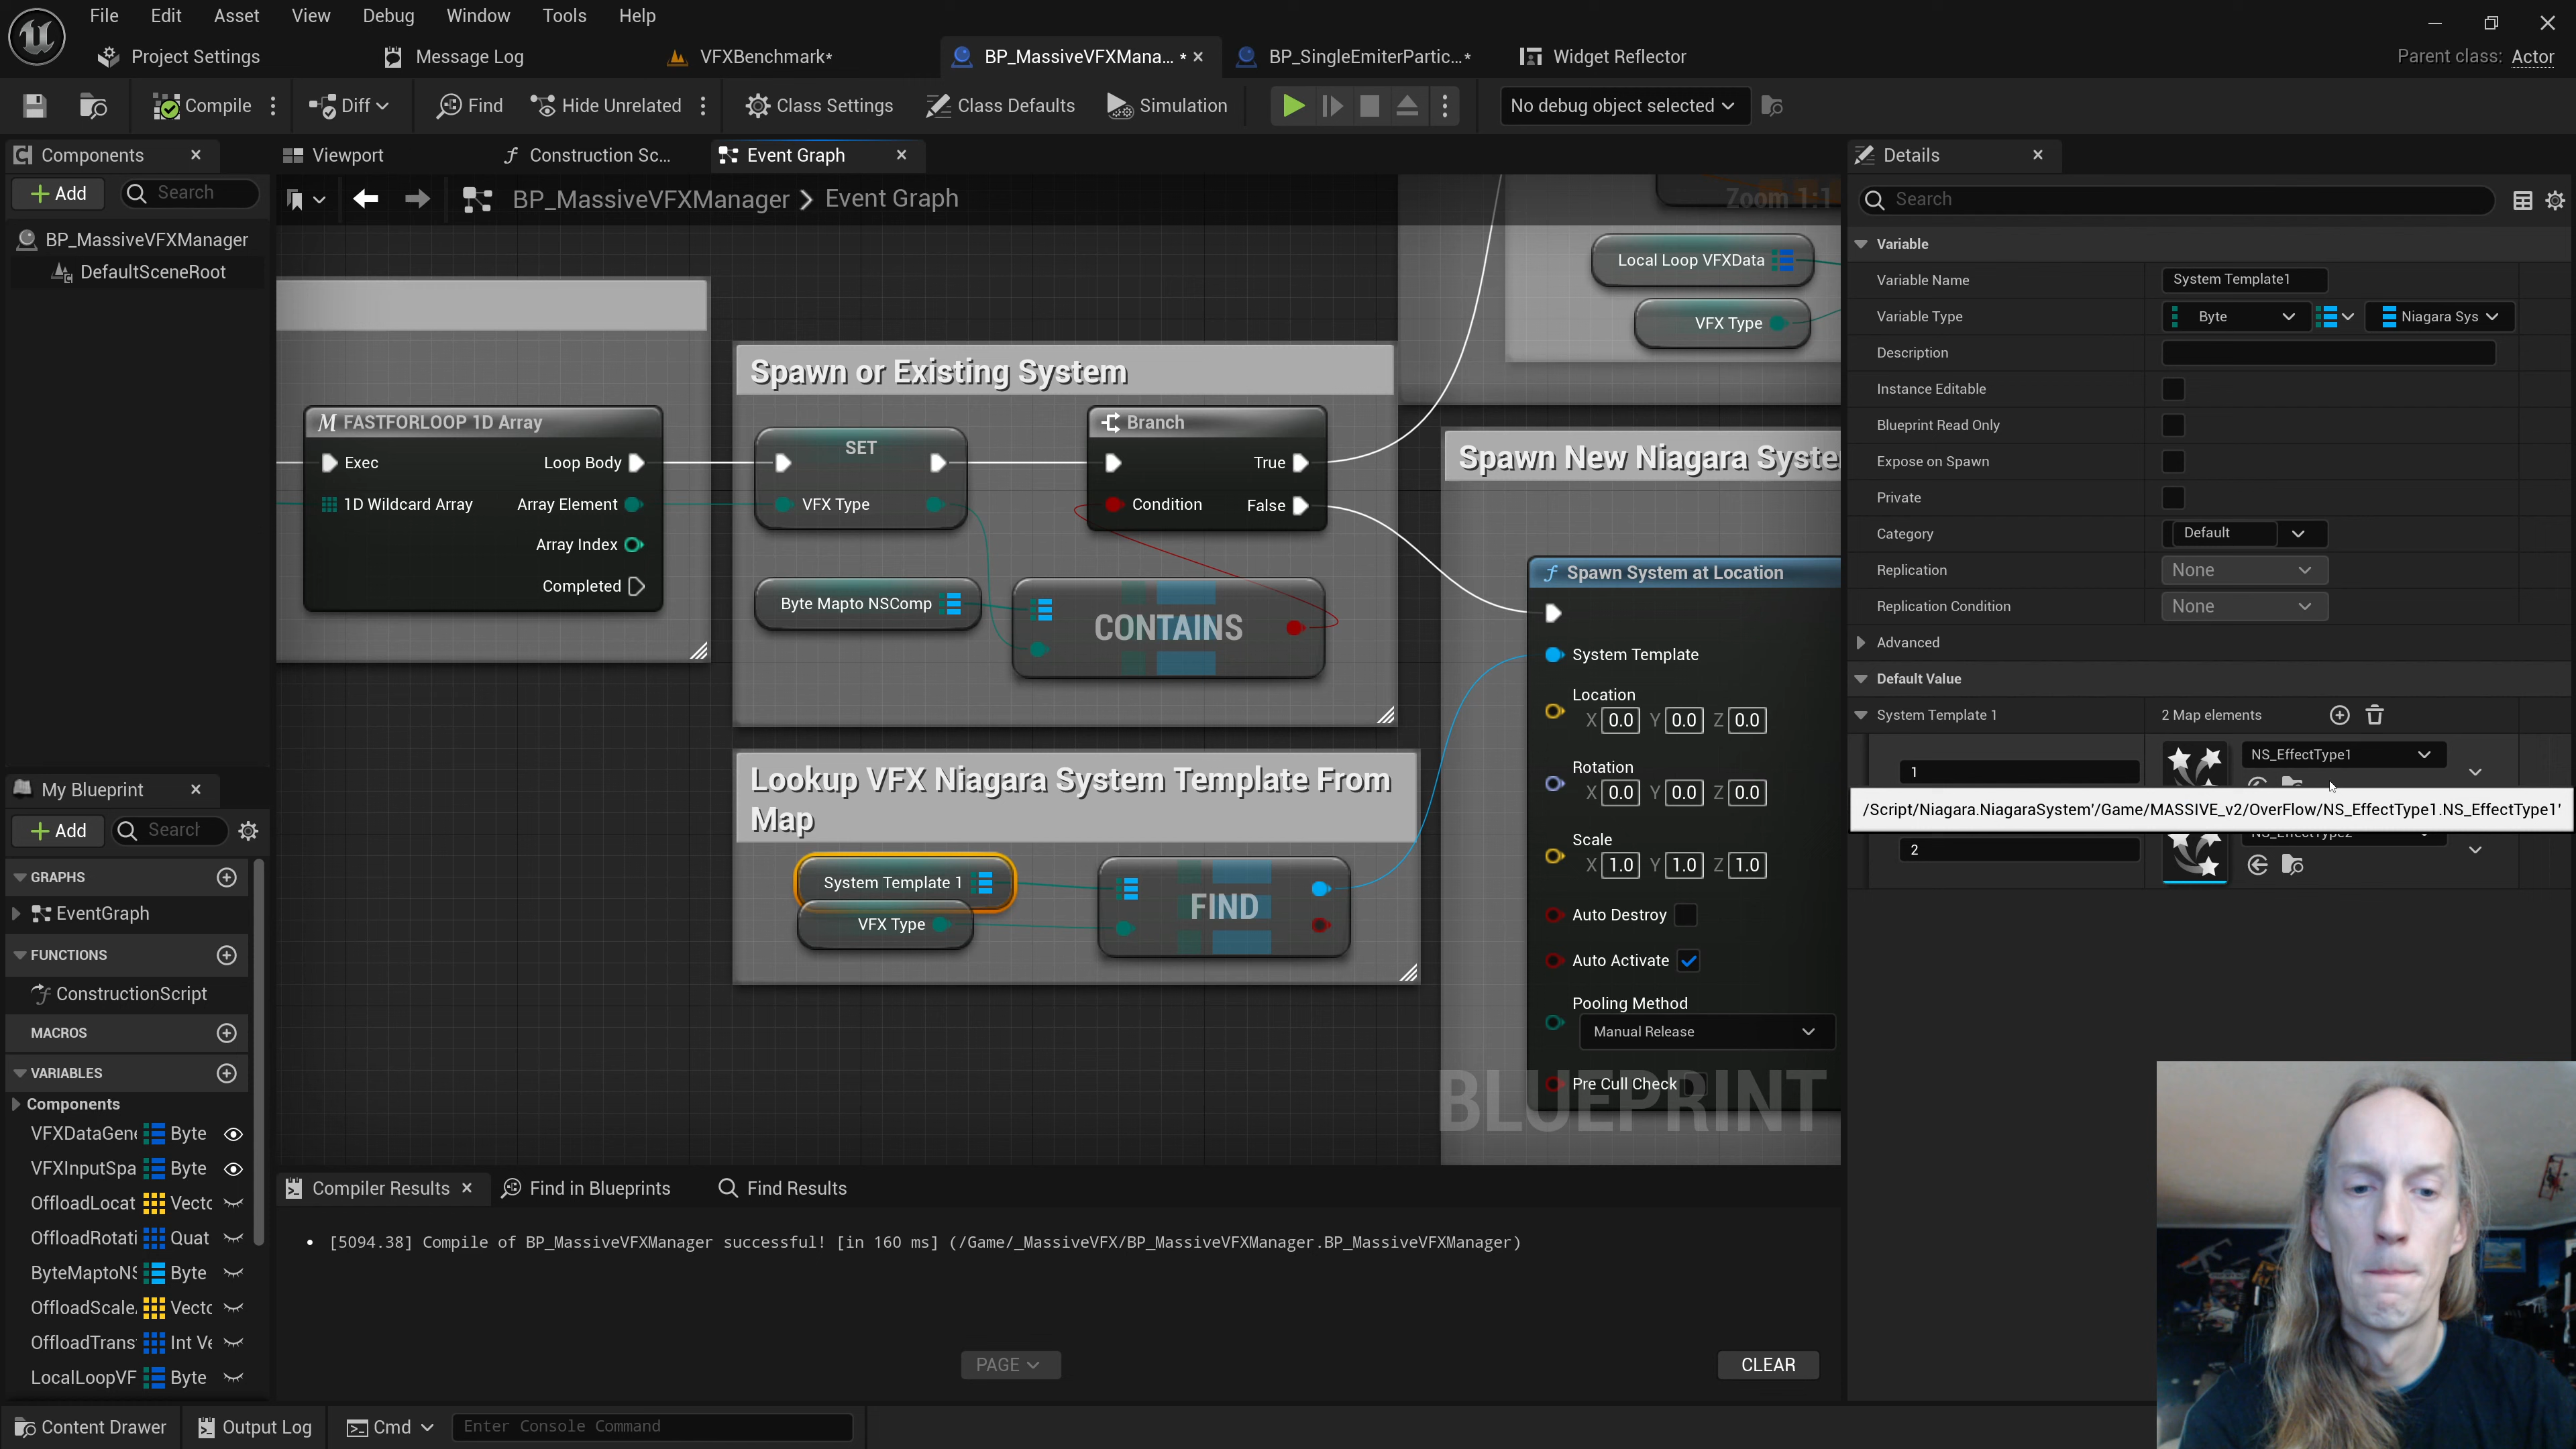 File Edit Asset View Debug Window Tools Help
Project Settings Message Log VFXBenchmark* BP_MassiveVFXMana... * BP_SingleEmiterPartic...* Widget Reflector Parent class: Actor
Compile Diff Find Hide Unrelated Class Settings Class Defaults Simulation No debug object selected
Components Viewport Construction Sc... Event Graph Details
Add Search BP_MassiveVFXManager > Event Graph Zoom 1:1 Search
BP_MassiveVFXManager
DefaultSceneRoot
Local Loop VFXData
VFX Type
Spawn or Existing System
FASTFORLOOP 1D Array
Exec Loop Body
1D Wildcard Array Array Element
Array Index
Completed
SET
VFX Type
Branch
True
Condition False
Byte Mapto NSComp
CONTAINS
Spawn New Niagara Syste
Spawn System at Location
System Template
Location
X 0.0 Y 0.0 Z 0.0
Rotation
X 0.0 Y 0.0 Z 0.0
Scale
X 1.0 Y 1.0 Z 1.0
Auto Destroy
Auto Activate
Pooling Method
Manual Release
Pre Cull Check
BLUEPRINT
Lookup VFX Niagara System Template From
Map
System Template 1
VFX Type
FIND
Variable
Variable Name System Template1
Variable Type Byte Niagara Sys
Description
Instance Editable
Blueprint Read Only
Expose on Spawn
Private
Category Default
Replication None
Replication Condition None
Advanced
Default Value
System Template 1 2 Map elements
1 NS_EffectType1
/Script/Niagara.NiagaraSystem'/Game/MASSIVE_v2/OverFlow/NS_EffectType1.NS_EffectType1'
NS_EffectType2
2
My Blueprint
Add Search
GRAPHS
EventGraph
FUNCTIONS
ConstructionScript
MACROS
VARIABLES
Components
VFXDataGen Byte
VFXInputSpa Byte
OffloadLocat Vect
OffloadRotati Quat
ByteMaptoNS Byte
OffloadScale Vect
OffloadTrans Int Ve
LocalLoopVF Byte
Compiler Results Find in Blueprints Find Results
• [5094.38] Compile of BP_MassiveVFXManager successful! [in 160 ms] (/Game/_MassiveVFX/BP_MassiveVFXManager.BP_MassiveVFXManager)
PAGE CLEAR
Content Drawer Output Log Cmd Enter Console Command